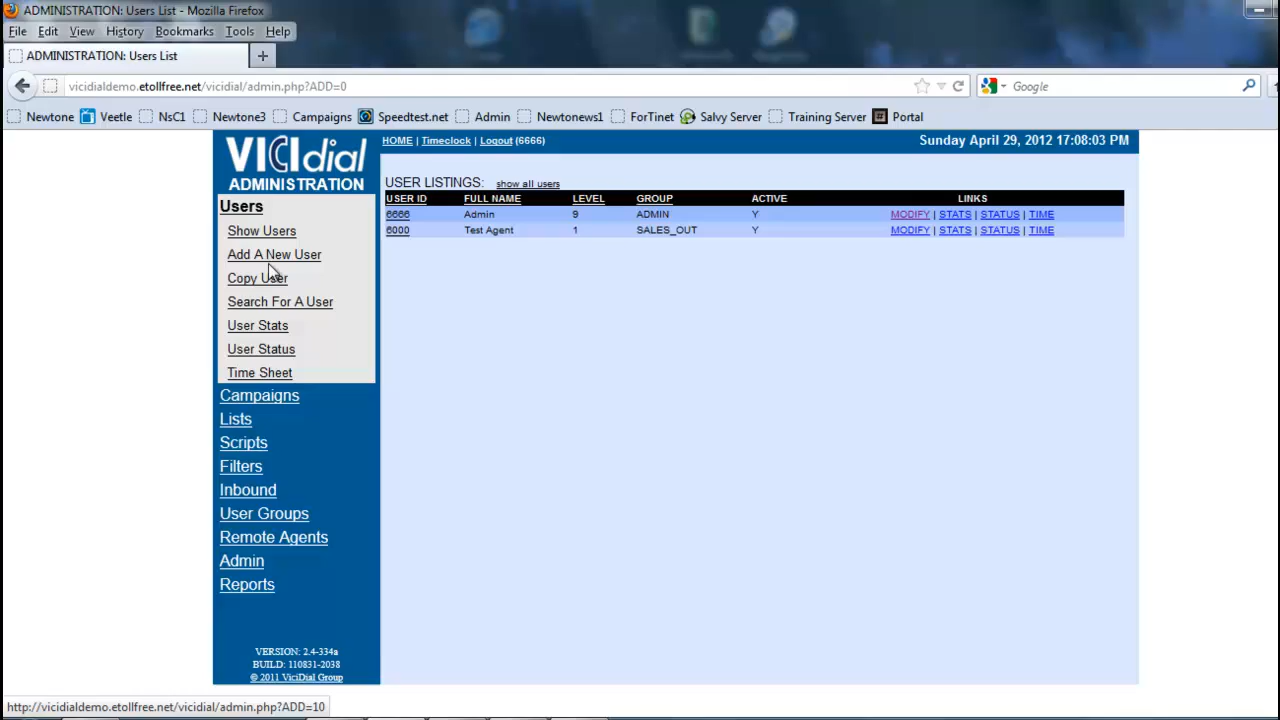 ADMINISTRATION: Users List - Mozilla Firefox
File Edit View History Bookmarks Tools Help
ADMINISTRATION: Users List
vicidialdemo.etollfree.net/vicidial/admin.php?ADD=0
Google
Newtone Veetle NsC1 Newtone3 Campaigns Speedtest.net Admin Newtonews1 ForTinet Salvy Server Training Server Portal
VICIdial
ADMINISTRATION
HOME | Timeclock | Logout (6666)
Sunday April 29, 2012 17:08:03 PM
Users
Show Users
Add A New User
Copy User
Search For A User
User Stats
User Status
Time Sheet
Campaigns
Lists
Scripts
Filters
Inbound
User Groups
Remote Agents
Admin
Reports
VERSION: 2.4-334a
BUILD: 110831-2038
© 2011 ViciDial Group
USER LISTINGS: show all users
USER ID FULL NAME LEVEL GROUP ACTIVE LINKS
6666 Admin 9 ADMIN Y MODIFY | STATS | STATUS | TIME
6000 Test Agent 1 SALES_OUT Y MODIFY | STATS | STATUS | TIME
http://vicidialdemo.etollfree.net/vicidial/admin.php?ADD=10